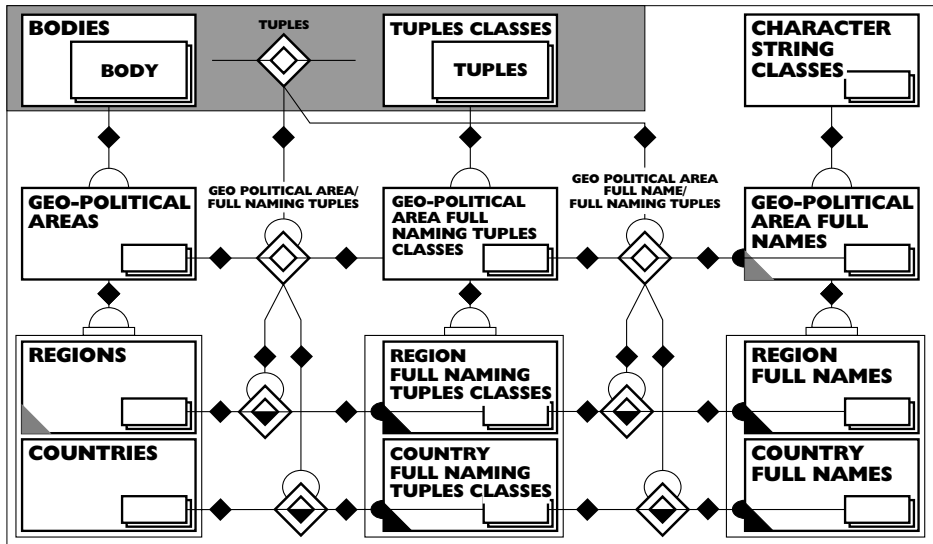 BODIES
BODY
TUPLES
TUPLES CLASSES
TUPLES
CHARACTER
STRING
CLASSES
GEO-POLITICAL
AREAS
GEO POLITICAL AREA/
FULL NAMING TUPLES
GEO-POLITICAL
AREA FULL
NAMING TUPLES
CLASSES
GEO POLITICAL AREA
FULL NAME/
FULL NAMING TUPLES
GEO-POLITICAL
AREA FULL
NAMES
REGIONS
REGION
FULL NAMING
TUPLES CLASSES
REGION
FULL NAMES
COUNTRIES
COUNTRY
FULL NAMING
TUPLES CLASSES
COUNTRY
FULL NAMES